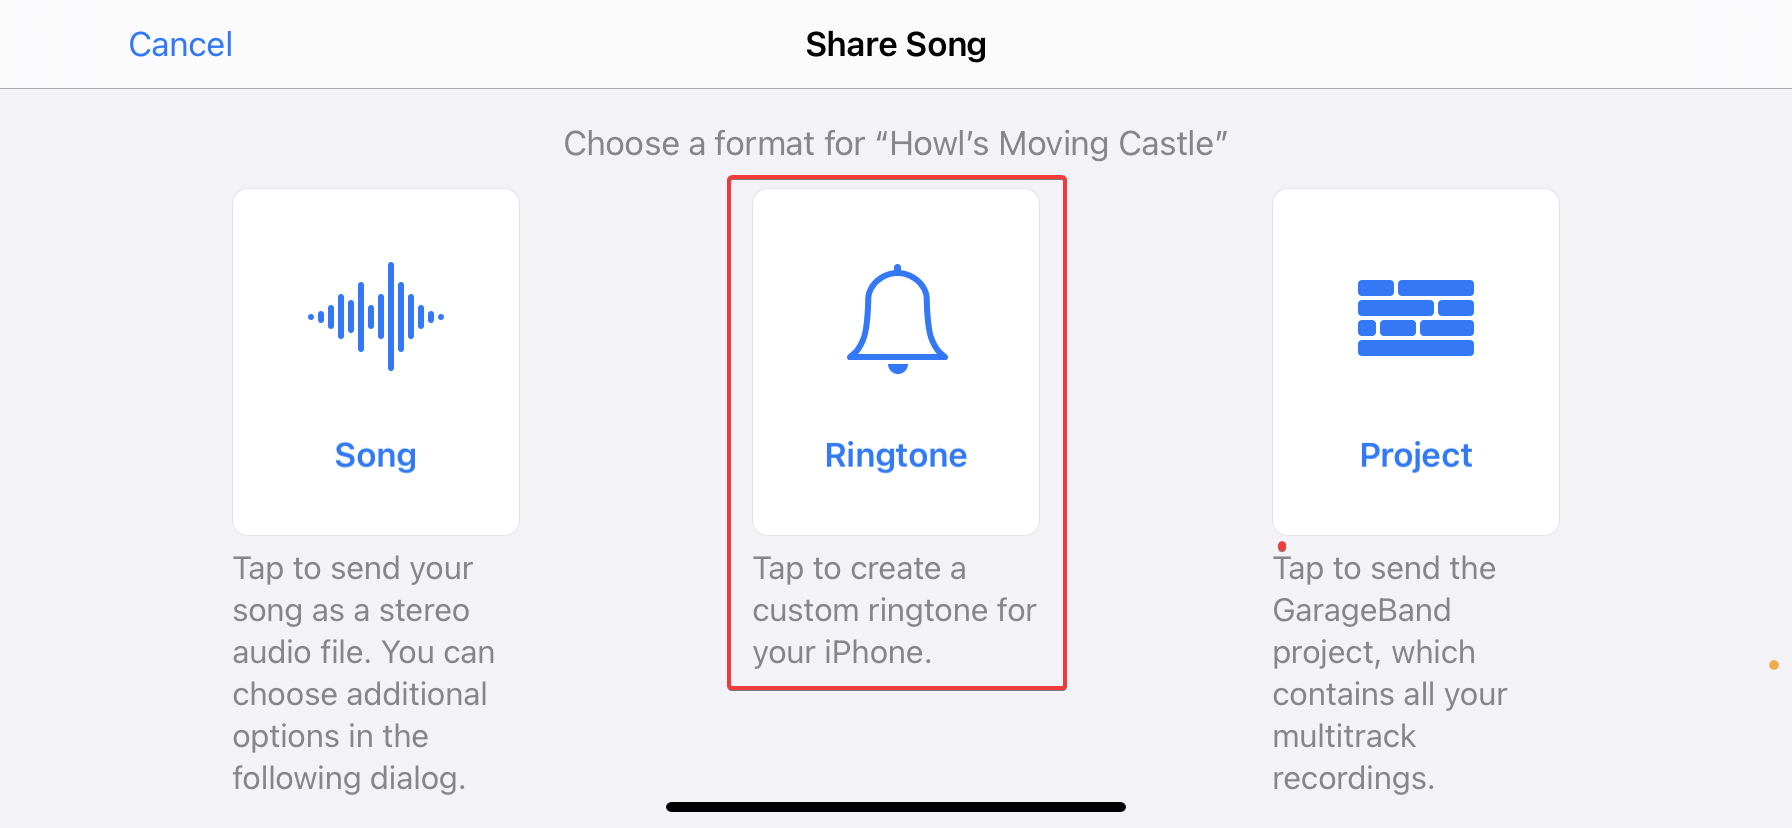 Cancel
Share Song
Choose a format for “Howl’s Moving Castle”
Song
Tap to send your
song as a stereo
audio file. You can
choose additional
options in the
following dialog.
Ringtone
Tap to create a
custom ringtone for
your iPhone.
Project
Tap to send the
GarageBand
project, which
contains all your
multitrack
recordings.